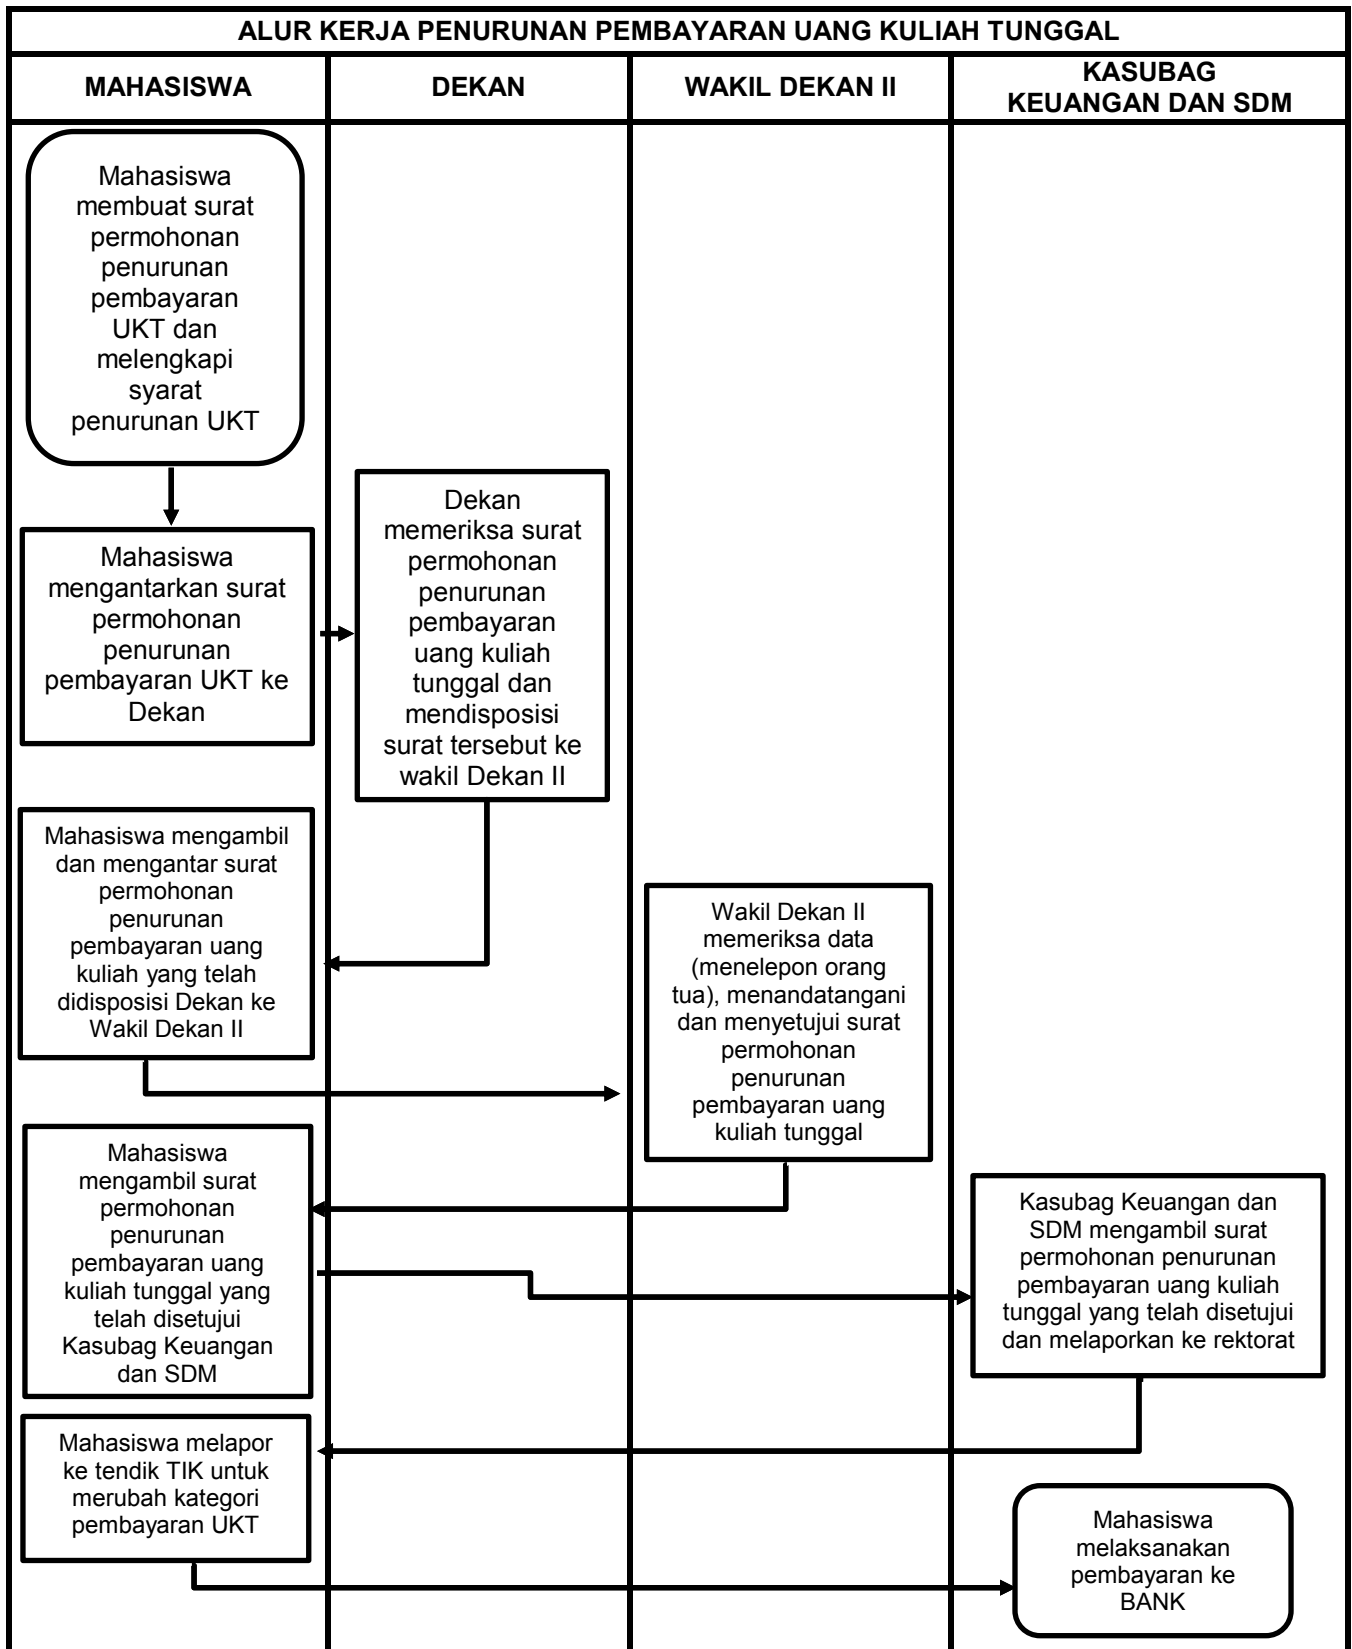 ALUR KERJA PENURUNAN PEMBAYARAN UANG KULIAH TUNGGAL
MAHASISWA
DEKAN
WAKIL DEKAN II
KASUBAG
KEUANGAN DAN SDM
Mahasiswa
membuat surat
permohonan
penurunan
pembayaran
UKT dan
melengkapi
syarat
penurunan UKT
Mahasiswa
mengantarkan surat
permohonan
penurunan
pembayaran UKT ke
Dekan
Dekan
memeriksa surat
permohonan
penurunan
pembayaran
uang kuliah
tunggal dan
mendisposisi
surat tersebut ke
wakil Dekan II
Mahasiswa mengambil
dan mengantar surat
permohonan
penurunan
pembayaran uang
kuliah yang telah
didisposisi Dekan ke
Wakil Dekan II
Wakil Dekan II
memeriksa data
(menelepon orang
tua), menandatangani
dan menyetujui surat
permohonan
penurunan
pembayaran uang
kuliah tunggal
Mahasiswa
mengambil surat
permohonan
penurunan
pembayaran uang
kuliah tunggal yang
telah disetujui
Kasubag Keuangan
dan SDM
Kasubag Keuangan dan
SDM mengambil surat
permohonan penurunan
pembayaran uang kuliah
tunggal yang telah disetujui
dan melaporkan ke rektorat
Mahasiswa melapor
ke tendik TIK untuk
merubah kategori
pembayaran UKT
Mahasiswa
melaksanakan
pembayaran ke
BANK